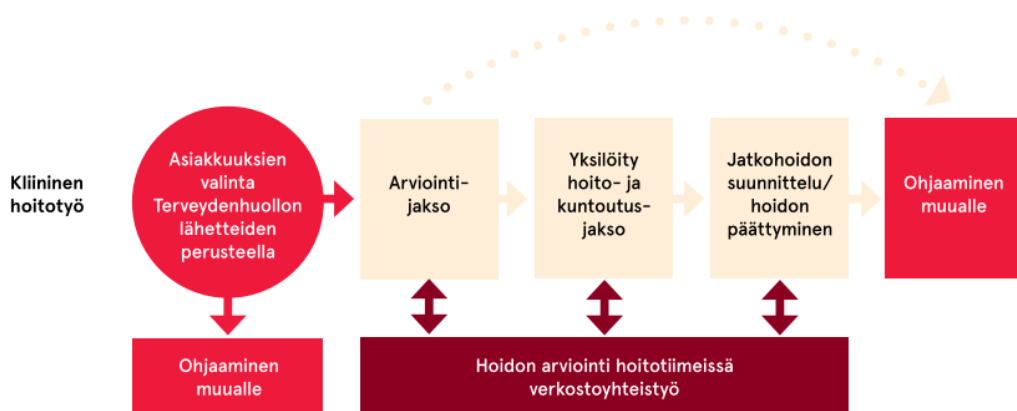 Kliininen
hoitotyö
Asiakkuuksien
valinta
Terveydenhuollon
lähetteiden
perusteella
Arviointi-
jakso
Yksilöity
hoito- ja
kuntoutus-
jakso
Jatkohoidon
suunnittelu/
hoidon
päättyminen
Ohjaaminen
muualle
Ohjaaminen
muualle
Hoidon arviointi hoitotiimeissä
verkostoyhteistyö